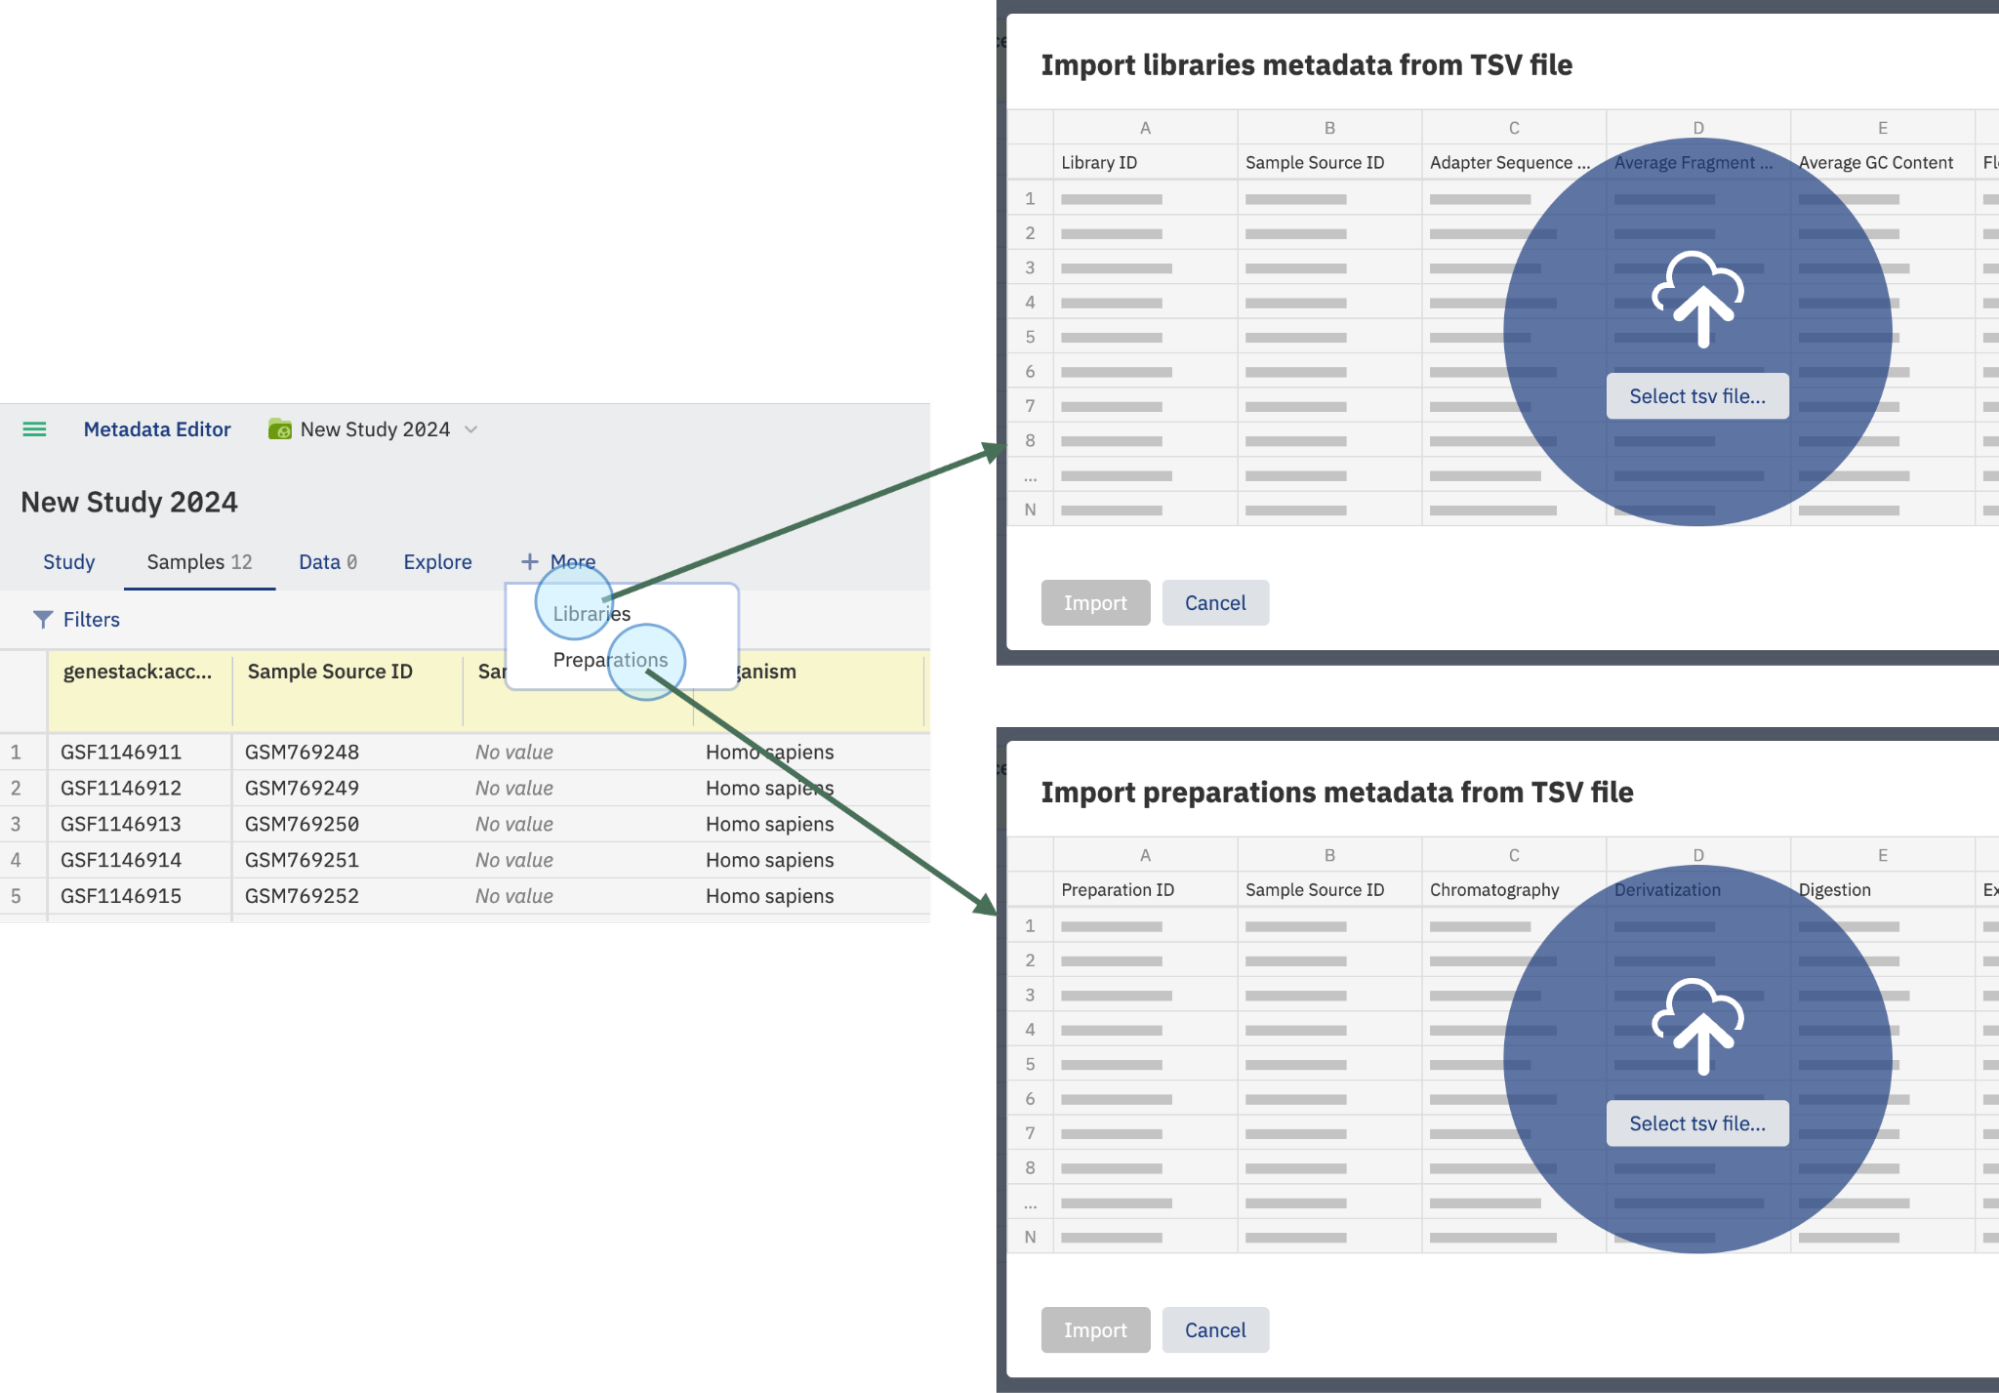 Metadata Editor New Study 2024
New Study 2024
Study Samples 12 Data 0 Explore + More
Libraries
Preparations
Filters
genestack:acc... Sample Source ID
1 GSF1146911 GSM769248 No value Homo sapiens
2 GSF1146912 GSM769249 No value Homo sapiens
3 GSF1146913 GSM769250 No value Homo sapiens
4 GSF1146914 GSM769251 No value Homo sapiens
5 GSF1146915 GSM769252 No value Homo sapiens
Import libraries metadata from TSV file
A B C D E
Library ID Sample Source ID Adapter Sequence ... Average Fragment ... Average GC Content
1
2
3
4
5
6
7
8
...
N
Select tsv file...
Import Cancel
Import preparations metadata from TSV file
A B C D E
Preparation ID Sample Source ID Chromatography Derivatization Digestion
1
2
3
4
5
6
7
8
...
N
Select tsv file...
Import Cancel